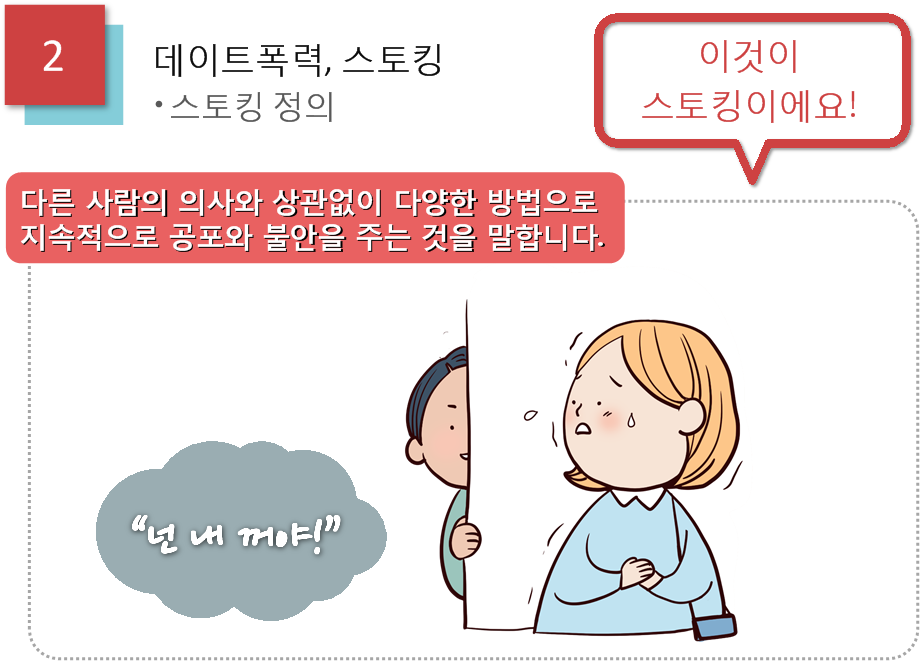 2
데이트폭력, 스토킹
• 스토킹 정의
이것이
스토킹이에요!
다른 사람의 의사와 상관없이 다양한 방법으로
지속적으로 공포와 불안을 주는 것을 말합니다.
“넌 내 꺼야!”